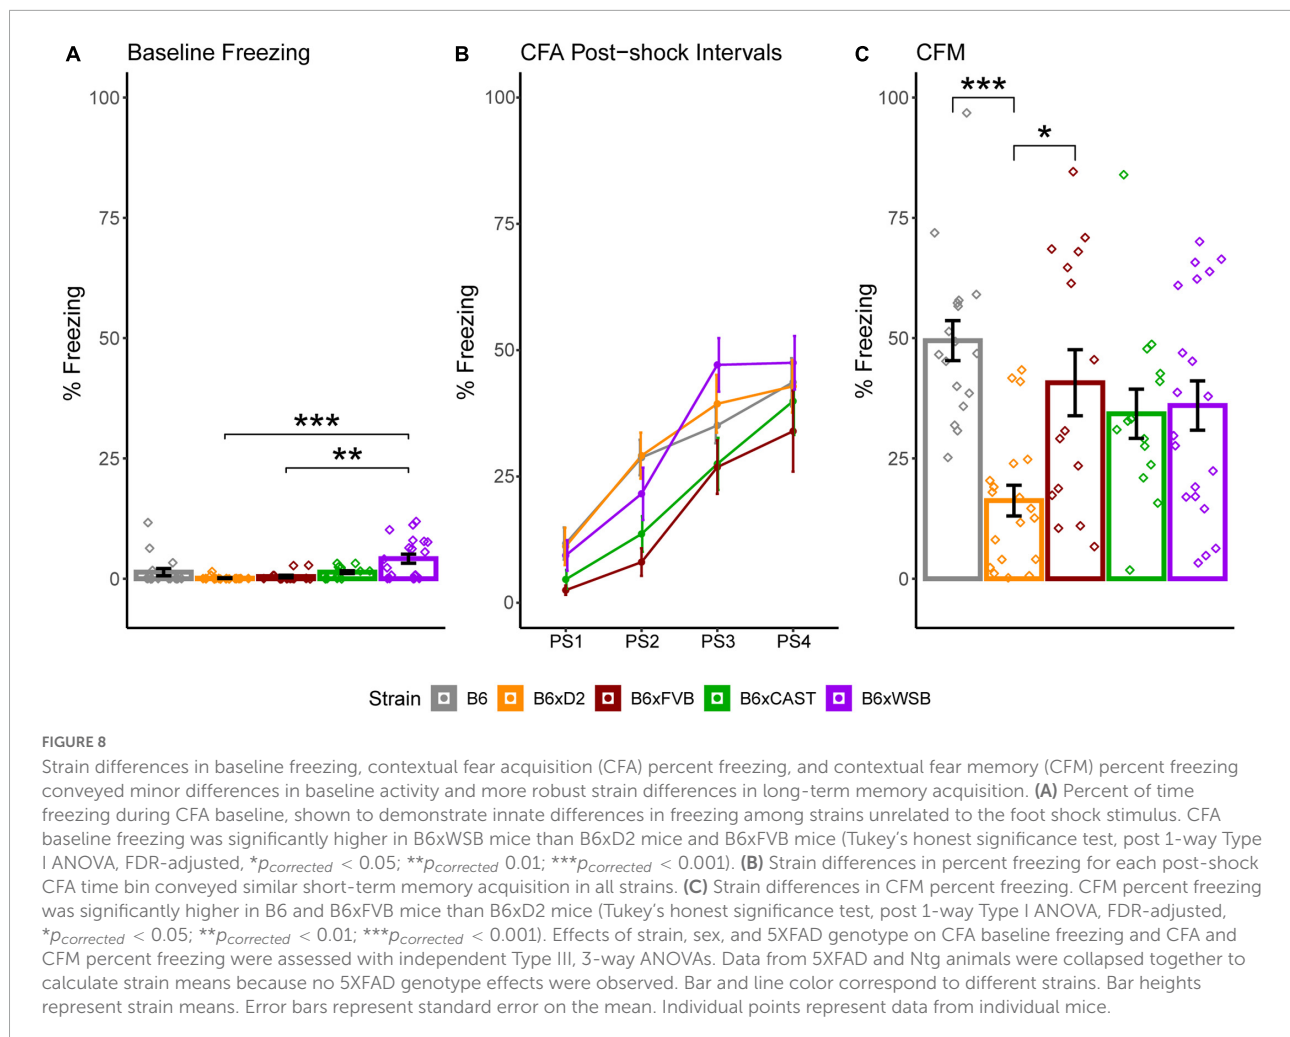 A Baseline Freezing
B CFA Post-shock Intervals
C CFM
% Freezing
100
75
50
25
0
***
**
% Freezing
100
75
50
25
0
PS1 PS2 PS3 PS4
% Freezing
100
75
50
25
0
***
*
Strain B6 B6xD2 B6xFVB B6xCAST B6xWSB
FIGURE 8
Strain differences in baseline freezing, contextual fear acquisition (CFA) percent freezing, and contextual fear memory (CFM) percent freezing
conveyed minor differences in baseline activity and more robust strain differences in long-term memory acquisition. (A) Percent of time
freezing during CFA baseline, shown to demonstrate innate differences in freezing among strains unrelated to the foot shock stimulus. CFA
baseline freezing was significantly higher in B6xWSB mice than B6xD2 mice and B6xFVB mice (Tukey's honest significance test, post 1-way Type
I ANOVA, FDR-adjusted, *pcorrected < 0.05; **pcorrected 0.01; ***pcorrected < 0.001). (B) Strain differences in percent freezing for each post-shock
CFA time bin conveyed similar short-term memory acquisition in all strains. (C) Strain differences in CFM percent freezing. CFM percent freezing
was significantly higher in B6 and B6xFVB mice than B6xD2 mice (Tukey's honest significance test, post 1-way Type I ANOVA, FDR-adjusted,
*pcorrected < 0.05; **pcorrected < 0.01; ***pcorrected < 0.001). Effects of strain, sex, and 5XFAD genotype on CFA baseline freezing and CFA and
CFM percent freezing were assessed with independent Type III, 3-way ANOVAs. Data from 5XFAD and Ntg animals were collapsed together to
calculate strain means because no 5XFAD genotype effects were observed. Bar and line color correspond to different strains. Bar heights
represent strain means. Error bars represent standard error on the mean. Individual points represent data from individual mice.